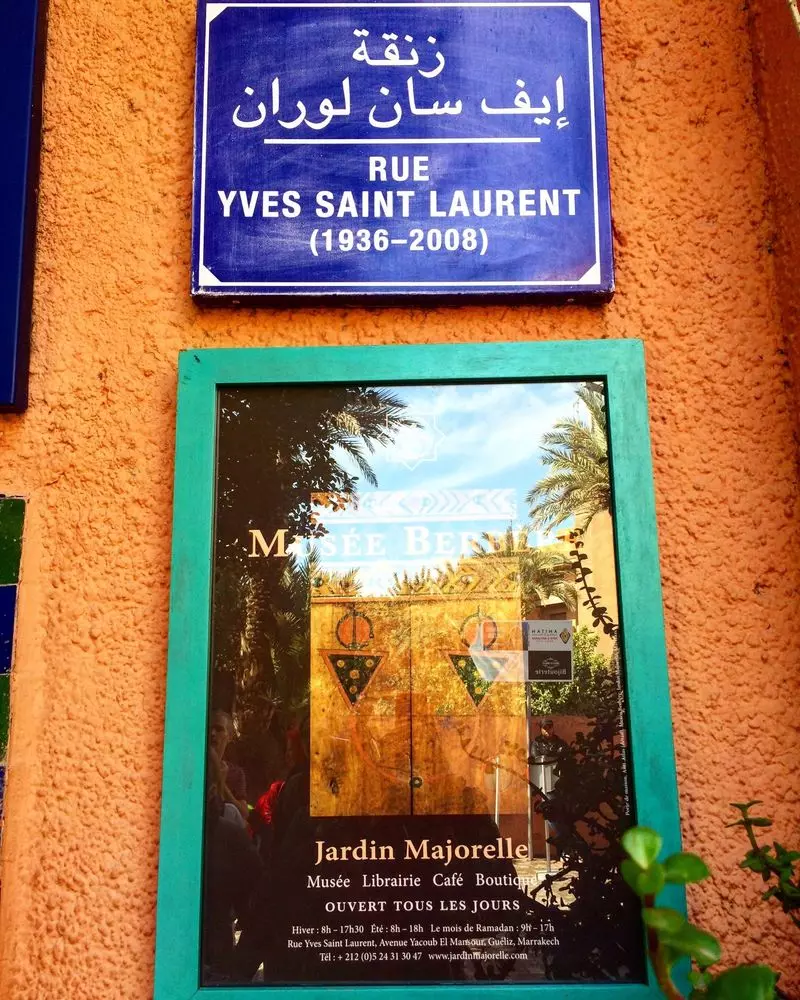 زنقة
إيف سان لوران
RUE
YVES SAINT LAURENT
(1936–2008)
MUSÉE BERBÈRE
Jardin Majorelle
Musée Librairie Café Boutique
OUVERT TOUS LES JOURS
Hiver : 8h – 17h30 Été : 8h – 18h Le mois de Ramadan : 9h – 17h
Rue Yves Saint Laurent, Avenue Yacoub El Mansour, Guéliz, Marrakech
Tél : + 212 (0)5 24 31 30 47 www.jardinmajorelle.com